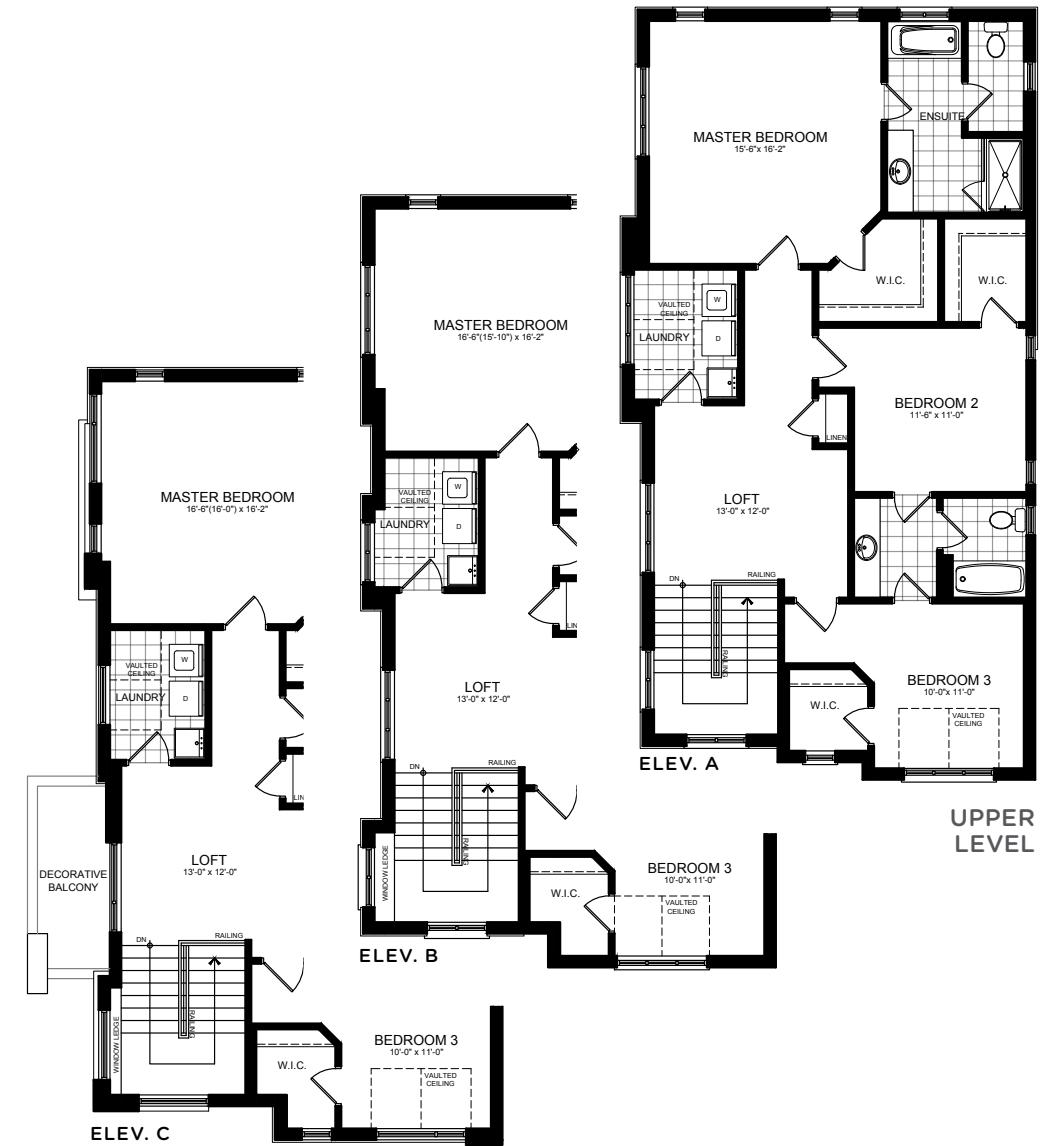 MASTER BEDROOM
15'-6"x 16'-2"
ENSUITE
W.I.C.
W.I.C.
VAULTED
CEILING
W
LAUNDRY
D
BEDROOM 2
11'-6" x 11'-0"
LINEN
LOFT
13'-0" x 12'-0"
DN
RAILING
RAILING
BEDROOM 3
10'-0"x 11'-0"
W.I.C.
VAULTED
CEILING
ELEV. A
UPPER
LEVEL
MASTER BEDROOM
16'-6"(15'-10") x 16'-2"
VAULTED
CEILING
W
LAUNDRY
D
LIN
LOFT
13'-0" x 12'-0"
DN
RAILING
RAILING
WINDOW LEDGE
BEDROOM 3
10'-0"x 11'-0"
W.I.C.
VAULTED
CEILING
ELEV. B
MASTER BEDROOM
16'-6"(16'-0") x 16'-2"
VAULTED
CEILING
W
LAUNDRY
D
LIN
LOFT
13'-0" x 12'-0"
DECORATIVE
BALCONY
DN
RAILING
RAILING
WINDOW LEDGE
BEDROOM 3
10'-0" x 11'-0"
W.I.C.
VAULTED
CEILING
ELEV. C